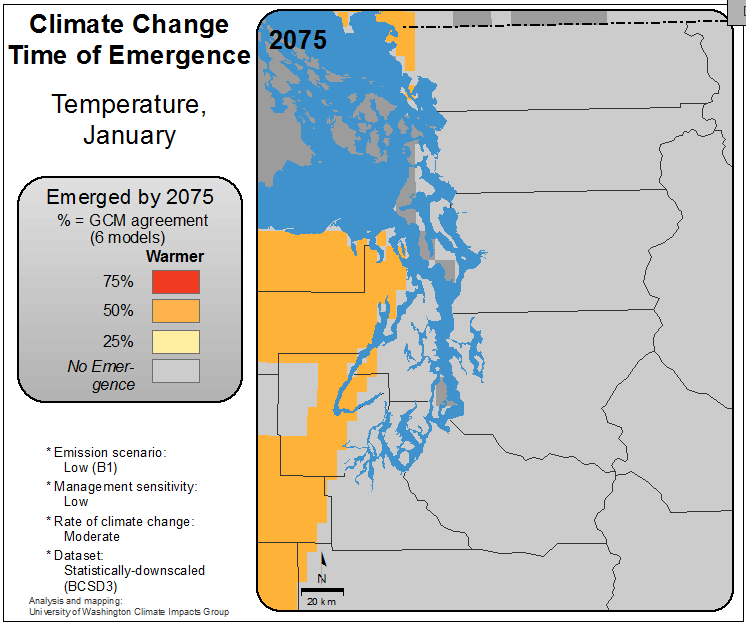 Climate Change
Time of Emergence
Temperature,
January
Emerged by 2075
% = GCM agreement
(6 models)
Warmer
75%
50%
25%
No Emer-
gence
* Emission scenario:
Low (B1)
* Management sensitivity:
Low
* Rate of climate change:
Moderate
* Dataset:
Statistically-downscaled
(BCSD3)
Analysis and mapping:
University of Washington Climate Impacts Group
2075
N
20 km